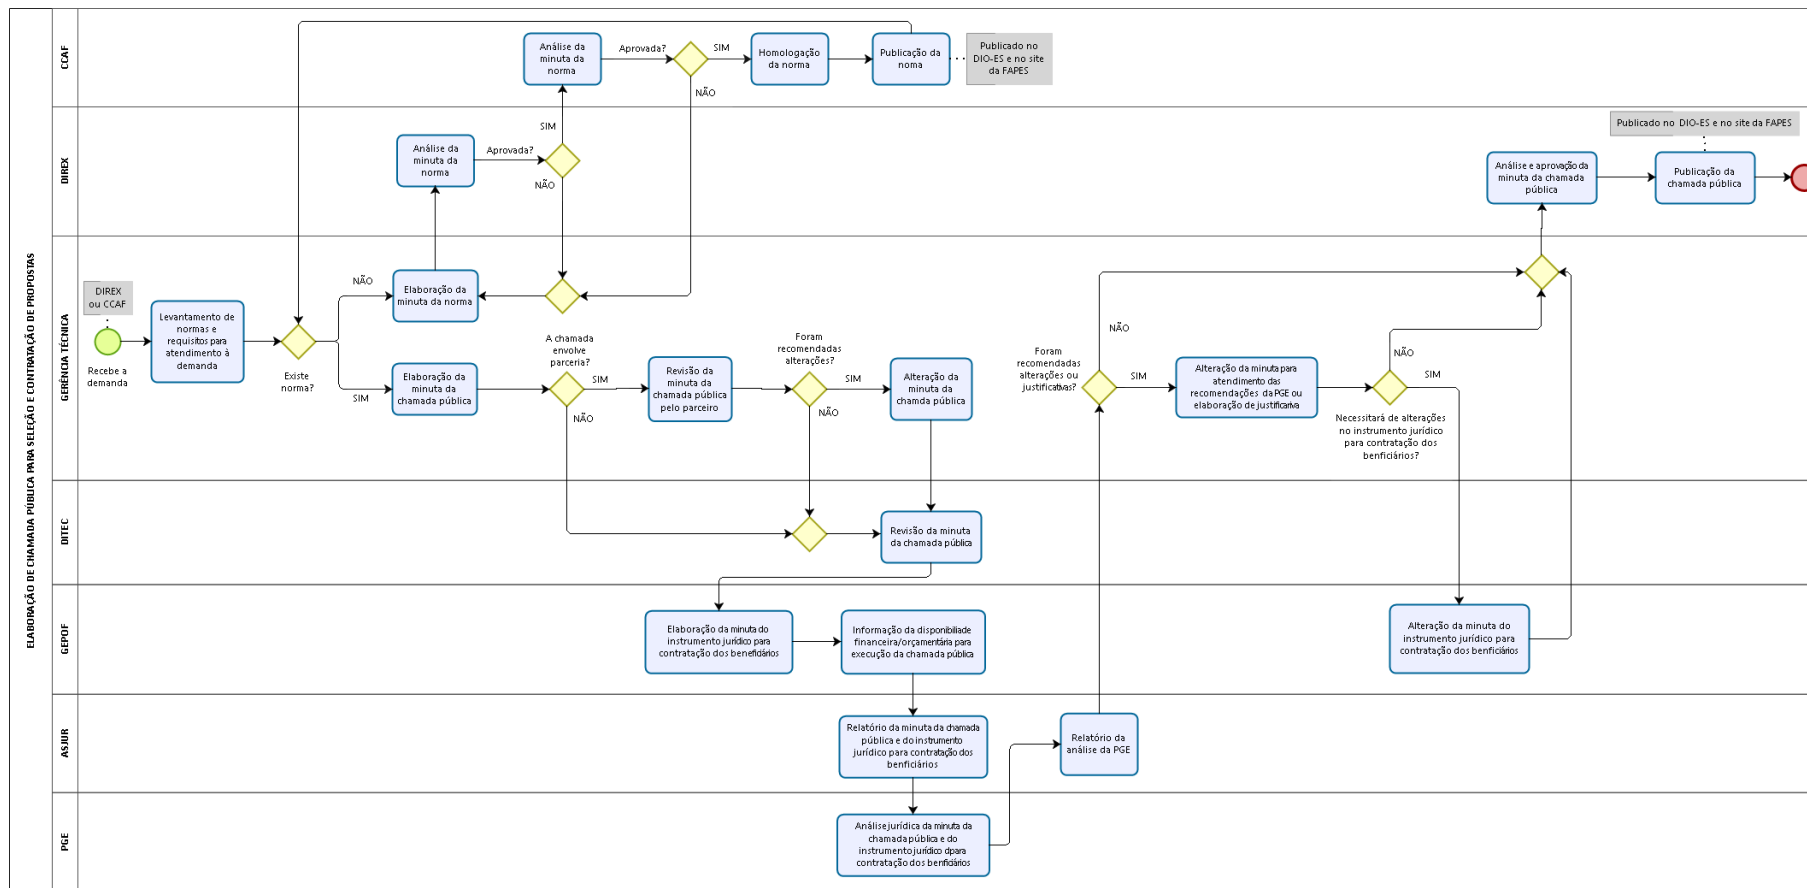 ELABORAÇÃO DE CHAMADA PÚBLICA PARA SELEÇÃO E CONTRATAÇÃO DE PROPOSTAS
CCAF
Análise da
minuta da
norma
Aprovada?
SIM
NÃO
Homologação
da norma
Publicação da
noma
Publicado no
DIO-ES e no site
da FAPES
DIREX
Análise da
minuta da
norma
Aprovada?
SIM
NÃO
Publicado no DIO-ES e no site da FAPES
Análise e aprovação da
minuta da chamada
pública
Publicação da
chamada pública
GERÊNCIA TÉCNICA
DIREX
ou CCAF
Recebe a
demanda
Levantamento de
normas e
requisitos para
atendimento à
demanda
Existe
norma?
NÃO
SIM
Elaboração da
minuta da norma
Elaboração da
minuta da
chamada pública
A chamada
envolve
parceria?
SIM
NÃO
Revisão da
minuta da
chamada pública
pelo parceiro
Foram
recomendadas
alterações?
SIM
NÃO
Alteração da
minuta da
chamda pública
Foram
recomendadas
alterações ou
justificativas?
NÃO
SIM
Alteração da minuta para
atendimento das
recomendações da PGE ou
elaboração de justificariva
NÃO
SIM
Necessitará de alterações
no instrumento jurídico
para contratação dos
benficiários?
DITEC
Revisão da minuta
da chamada pública
GEPOF
Elaboração da minuta do
instrumento jurídico para
contratação dos beneficiários
Informação da disponibiliade
financeira/orçamentária para
execução da chamada pública
Alteração da minuta do
instrumento jurídico para
contratação dos benficiários
ASJUR
Relatório da minuta da chamada
pública e do instrumento
jurídico para contratação dos
benficiários
Relatório da
análise da PGE
PGE
Análise jurídica da minuta da
chamada pública e do
instrumento jurídico dpara
contratação dos benficiários